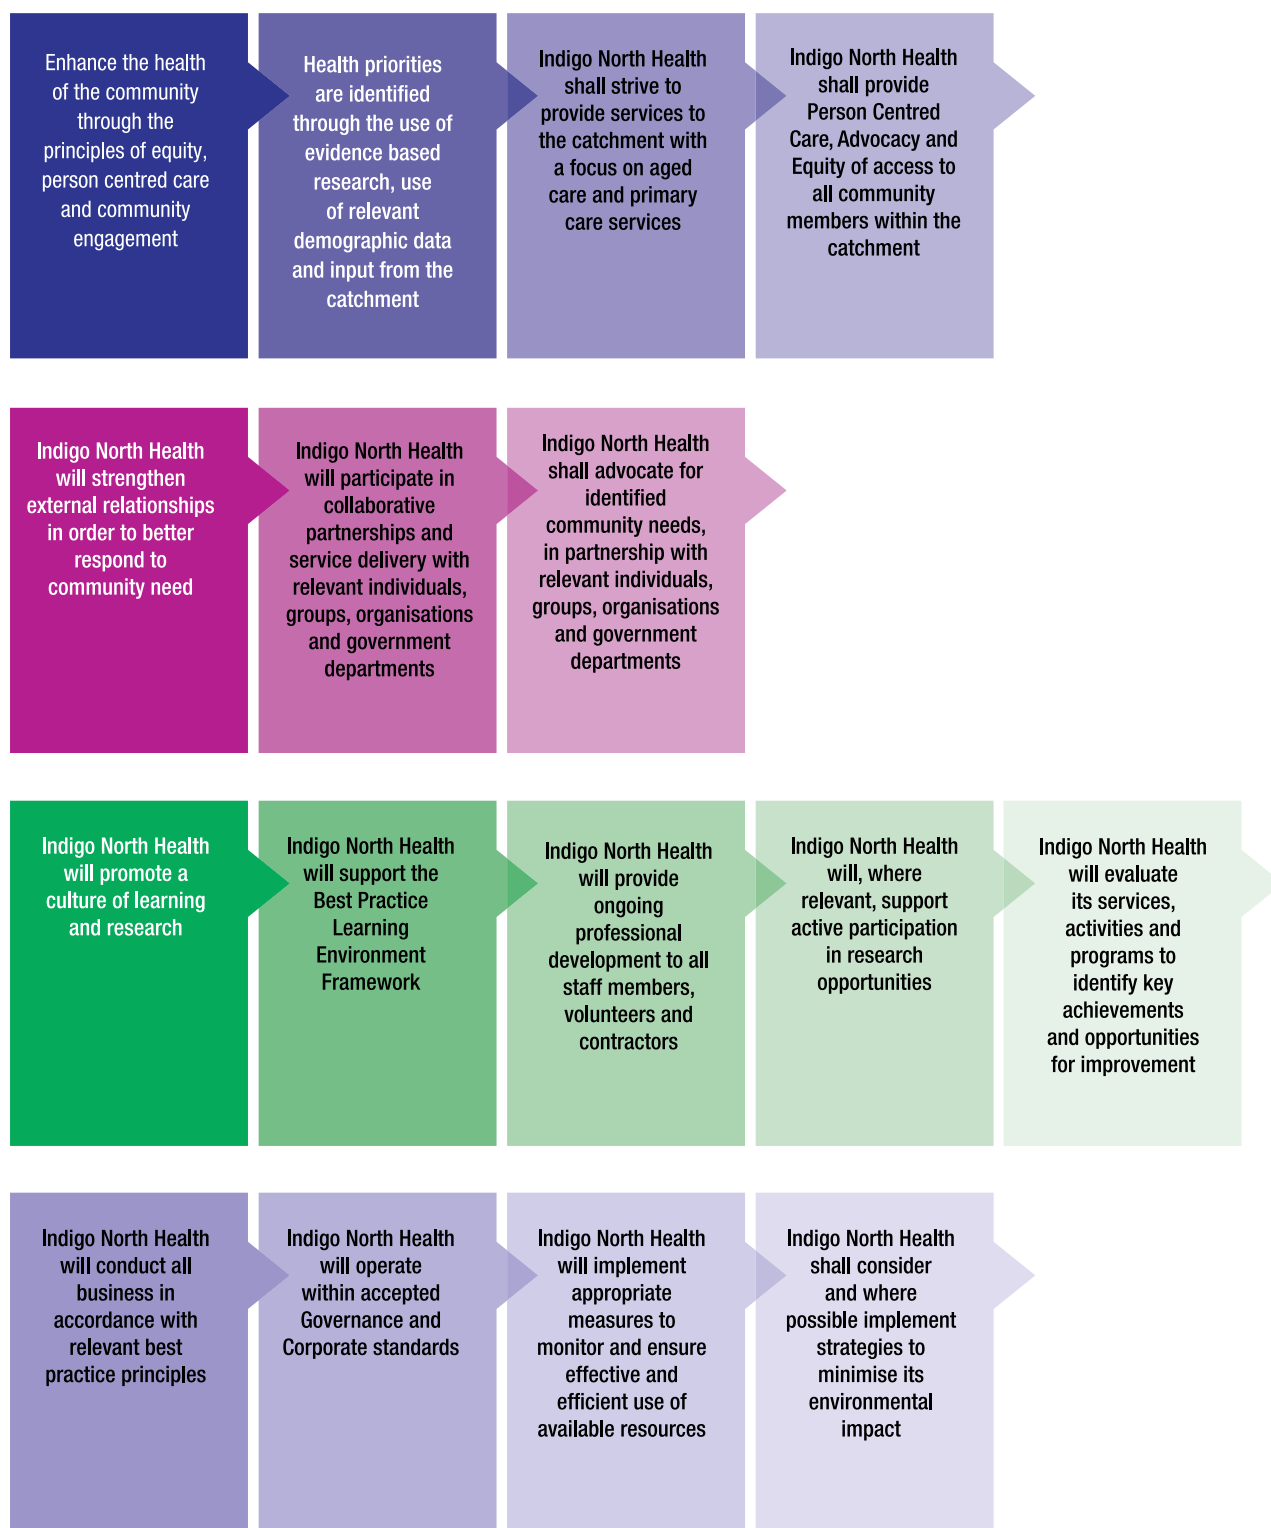 Enhance the health
of the community
through the
principles of equity,
person centred care
and community
engagement
Health priorities
are identified
through the use of
evidence based
research, use
of relevant
demographic data
and input from the
catchment
Indigo North Health
shall strive to
provide services to
the catchment with
a focus on aged
care and primary
care services
Indigo North Health
shall provide
Person Centred
Care, Advocacy and
Equity of access to
all community
members within the
catchment
Indigo North Health
will strengthen
external relationships
in order to better
respond to
community need
Indigo North Health
will participate in
collaborative
partnerships and
service delivery with
relevant individuals,
groups, organisations
and government
departments
Indigo North Health
shall advocate for
identified
community needs,
in partnership with
relevant individuals,
groups, organisations
and government
departments
Indigo North Health
will promote a
culture of learning
and research
Indigo North Health
will support the
Best Practice
Learning
Environment
Framework
Indigo North Health
will provide
ongoing
professional
development to all
staff members,
volunteers and
contractors
Indigo North Health
will, where
relevant, support
active participation
in research
opportunities
Indigo North Health
will evaluate
its services,
activities and
programs to
identify key
achievements
and opportunities
for improvement
Indigo North Health
will conduct all
business in
accordance with
relevant best
practice principles
Indigo North Health
will operate
within accepted
Governance and
Corporate standards
Indigo North Health
will implement
appropriate
measures to
monitor and ensure
effective and
efficient use of
available resources
Indigo North Health
shall consider
and where
possible implement
strategies to
minimise its
environmental
impact